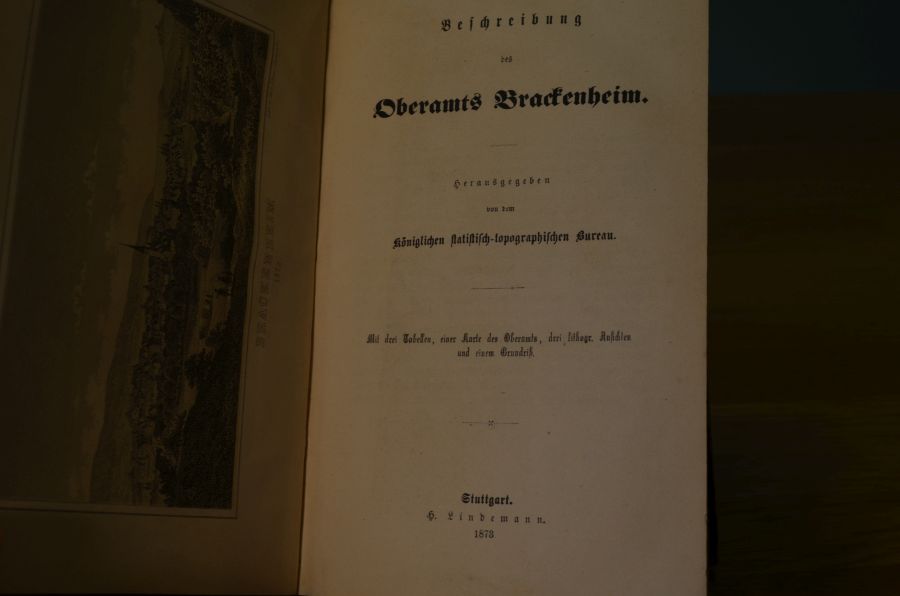 Beschreibung
des
Oberamts Brackenheim.
Herausgegeben
von dem
Königlichen statistisch-topographischen Bureau.
Mit drei Tabellen, einer Karte des Oberamts, drei lithogr. Ansichten
und einem Grundriß.
Stuttgart.
H. Lindemann.
1873